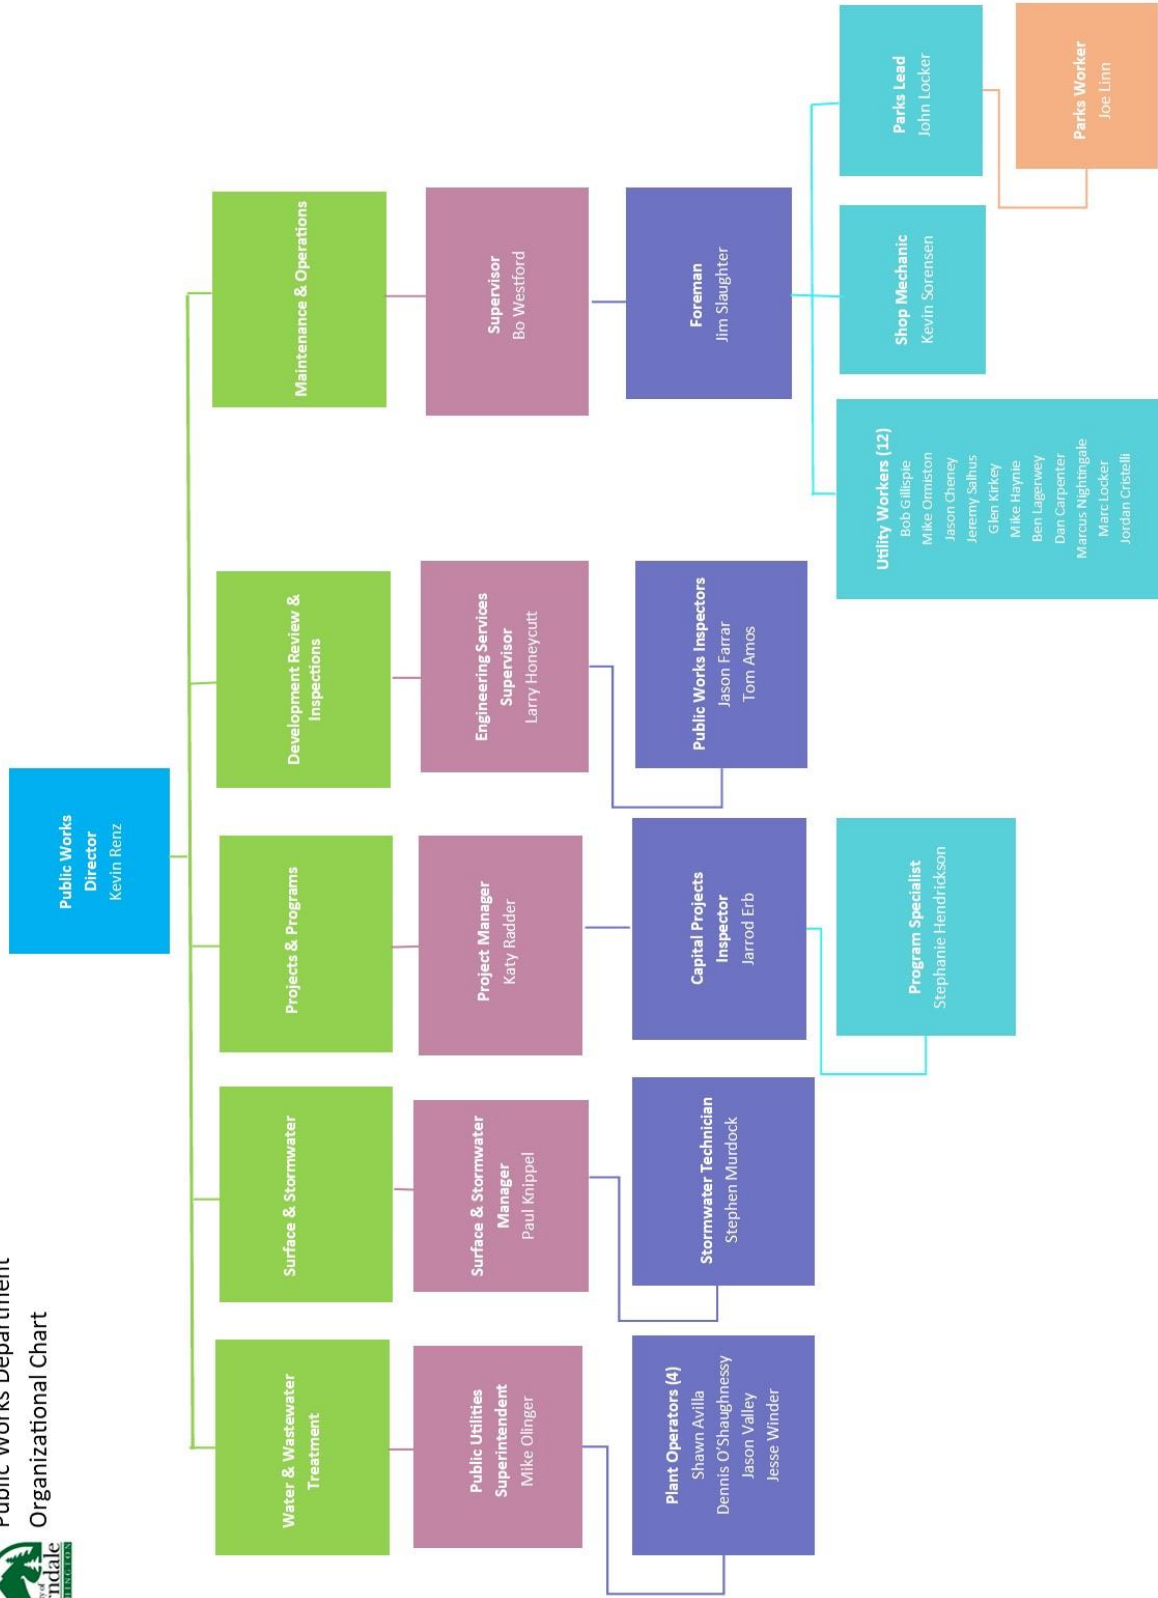 Public Works Department
Organizational Chart
Public Works
Director
Kevin Renz
Water & Wastewater
Treatment
Surface & Stormwater
Projects & Programs
Development Review &
Inspections
Maintenance & Operations
Public Utilities
Superintendent
Mike Olinger
Surface & Stormwater
Manager
Paul Knippel
Project Manager
Katy Radder
Engineering Services
Supervisor
Larry Honeycutt
Supervisor
Bo Westford
Plant Operators (4)
Shawn Avilla
Dennis O'Shaughnessy
Jason Valley
Jesse Winder
Stormwater Technician
Stephen Murdock
Capital Projects
Inspector
Jarrod Erb
Public Works Inspectors
Jason Farrar
Tom Amos
Foreman
Jim Slaughter
Program Specialist
Stephanie Hendrickson
Utility Workers (12)
Bob Gillispie
Mike Ormiston
Jason Cheney
Jeremy Salhus
Glen Kirkey
Mike Haynie
Ben Lagerwey
Dan Carpenter
Marcus Nightingale
Marc Locker
Jordan Cristelli
Shop Mechanic
Kevin Sorensen
Parks Lead
John Locker
Parks Worker
Joe Linn